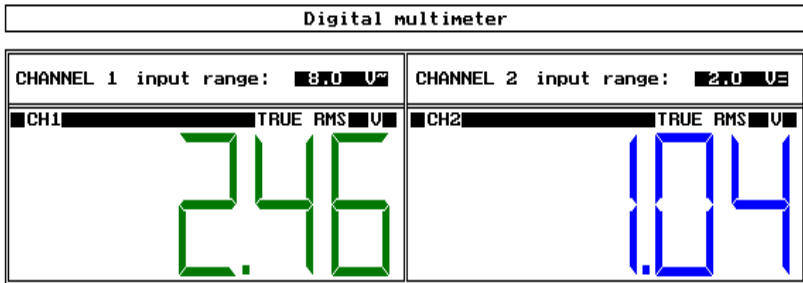 Digital multimeter
CHANNEL 1 input range: 8.0 V~
CHANNEL 2 input range: 2.0 V=
CH1 TRUE RMS V
CH2 TRUE RMS V
2.46
1.04